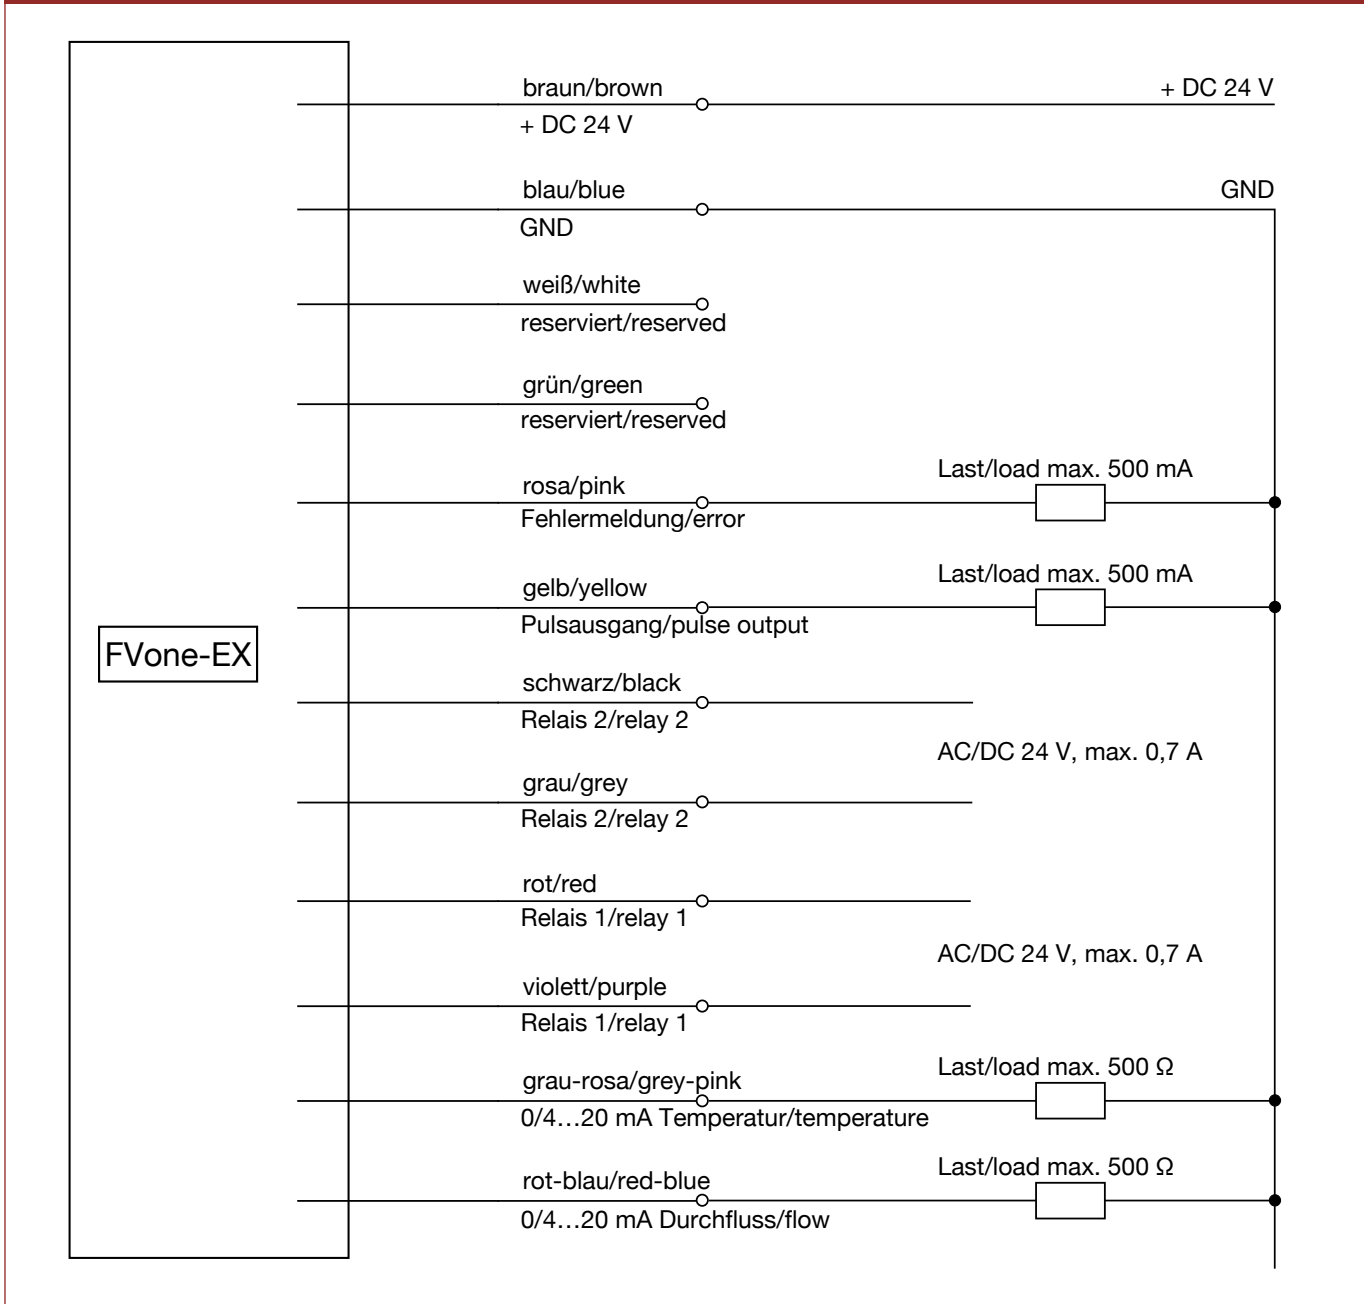 braun/brown
+ DC 24 V
+ DC 24 V
blau/blue
GND
GND
weiß/white
reserviert/reserved
grün/green
reserviert/reserved
Last/load max. 500 mA
rosa/pink
Fehlermeldung/error
Last/load max. 500 mA
gelb/yellow
Pulsausgang/pulse output
FVone-EX
schwarz/black
Relais 2/relay 2
AC/DC 24 V, max. 0,7 A
grau/grey
Relais 2/relay 2
rot/red
Relais 1/relay 1
AC/DC 24 V, max. 0,7 A
violett/purple
Relais 1/relay 1
Last/load max. 500 Ω
grau-rosa/grey-pink
0/4…20 mA Temperatur/temperature
Last/load max. 500 Ω
rot-blau/red-blue
0/4…20 mA Durchfluss/flow